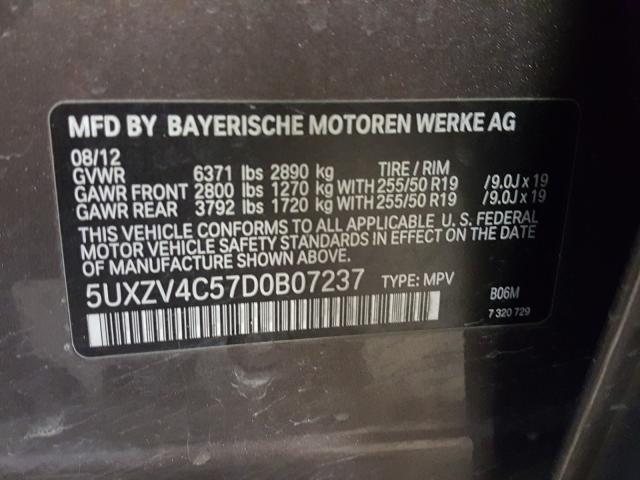 MFD BY BAYERISCHE MOTOREN WERKE AG
08/12
GVWR 6371 lbs 2890 kg TIRE / RIM
GAWR FRONT 2800 lbs 1270 kg WITH 255/50 R19 /9.0J x 19
GAWR REAR 3792 lbs 1720 kg WITH 255/50 R19 /9.0J x 19
THIS VEHICLE CONFORMS TO ALL APPLICABLE U. S. FEDERAL
MOTOR VEHICLE SAFETY STANDARDS IN EFFECT ON THE DATE OF
MANUFACTURER SHOWN ABOVE.
5UXZV4C57D0B07237 TYPE: MPV
B06M
7 320 729